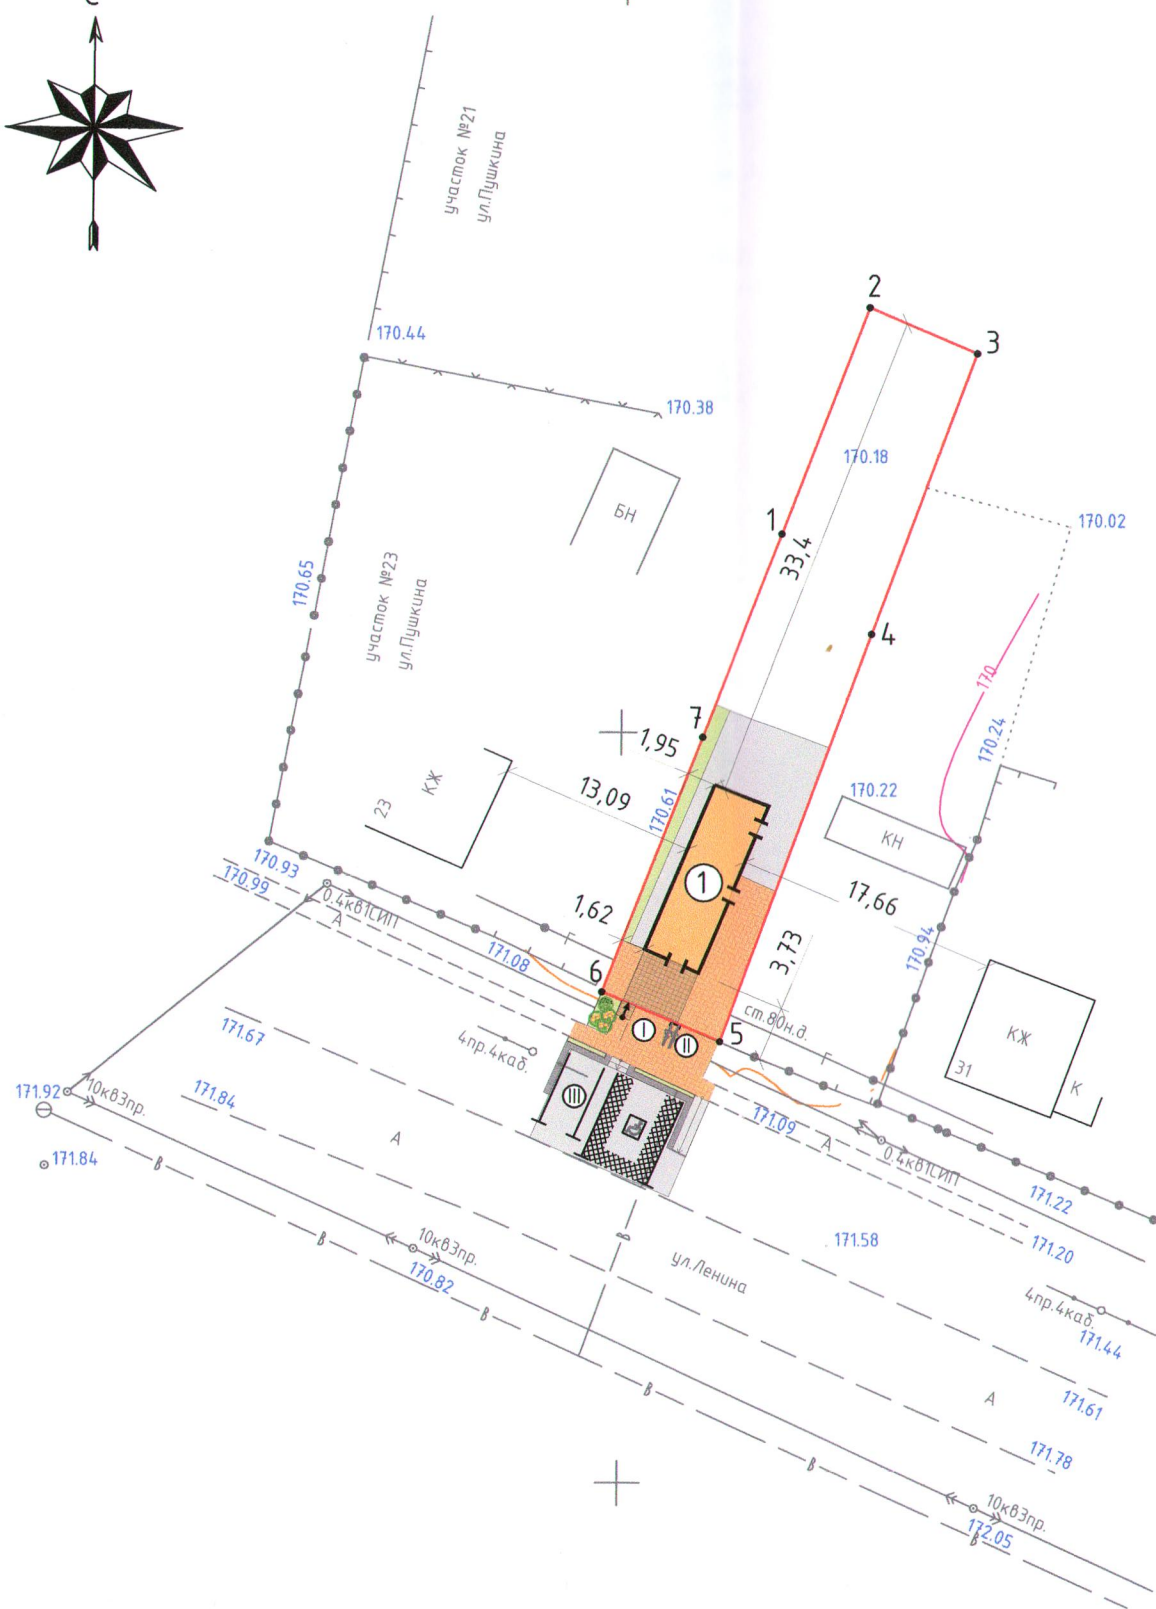 С
участок №21
ул.Пушкина
2
170.44
3
170.38
170.18
БН
1
170.02
33,4
170.65
участок №23
ул.Пушкина
4
170
7
1,95
170.24
КЖ
23
13,09
170.61
170.22
КН
1
170.93
170.99
0.4кв1СИП
А
1,62
17,66
3,73
170.94
171.08
6
ст.80н.д.
I
II
5
КЖ
31
К
171.67
4пр.4каб.
171.92
10кв3пр.
171.84
III
171.09
А
А
0.4кв1СИП
171.84
В
171.22
10кв3пр.
В
170.82
В
ул.Ленина
171.58
171.20
4пр.4каб.
171.44
В
В
А
171.61
171.78
В
10кв3пр.
172.05
В